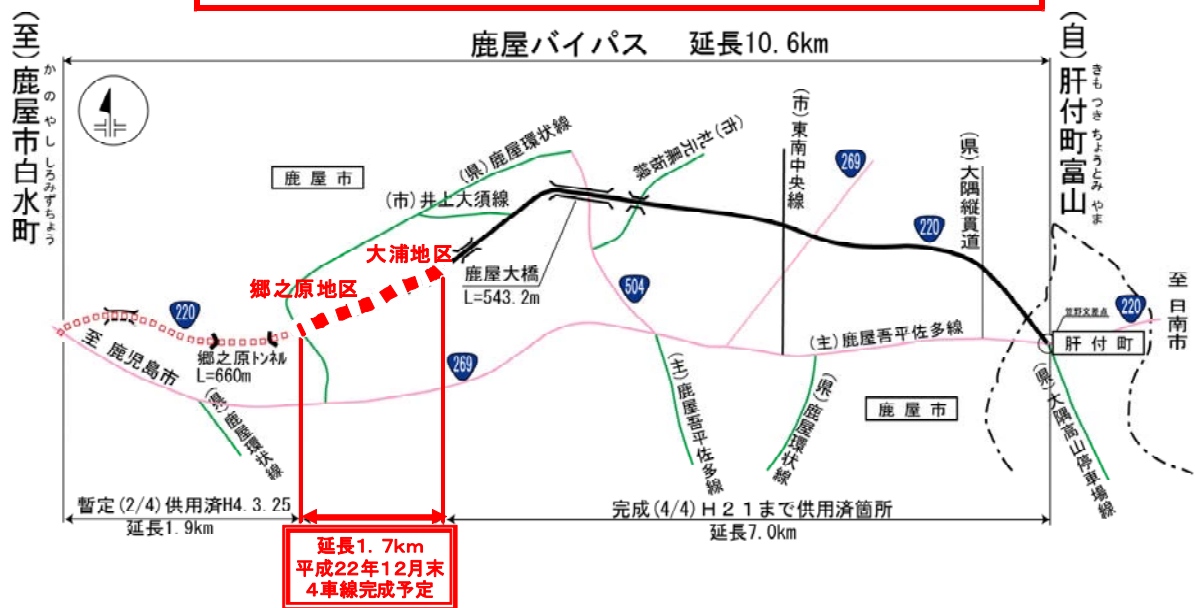 鹿屋バイパス 延長10.6km
(至)鹿屋市白水町
かのやししろみずちょう
(自)肝付町富山
きもつきちょうとみやま
鹿屋市
(県)鹿屋環状線
(市)井上大須線
(市)札元萬街線
(市)東南中央線
269
(県)大隅縦貫道
220
大浦地区
郷之原地区
鹿屋大橋
L=543.2m
504
220
郷之原トンネル
L=660m
至 鹿児島市
(県)鹿屋環状線
269
(主)鹿屋吾平佐多線
(主)鹿屋吾平佐多線
(県)鹿屋環状線
鹿屋市
220
肝付町
至 日南市
(県)大隅高山停車場線
暫定(2/4)供用済H4.3.25
延長1.9km
完成(4/4)H21まで供用済箇所
延長7.0km
延長1.7km
平成22年12月末
4車線完成予定